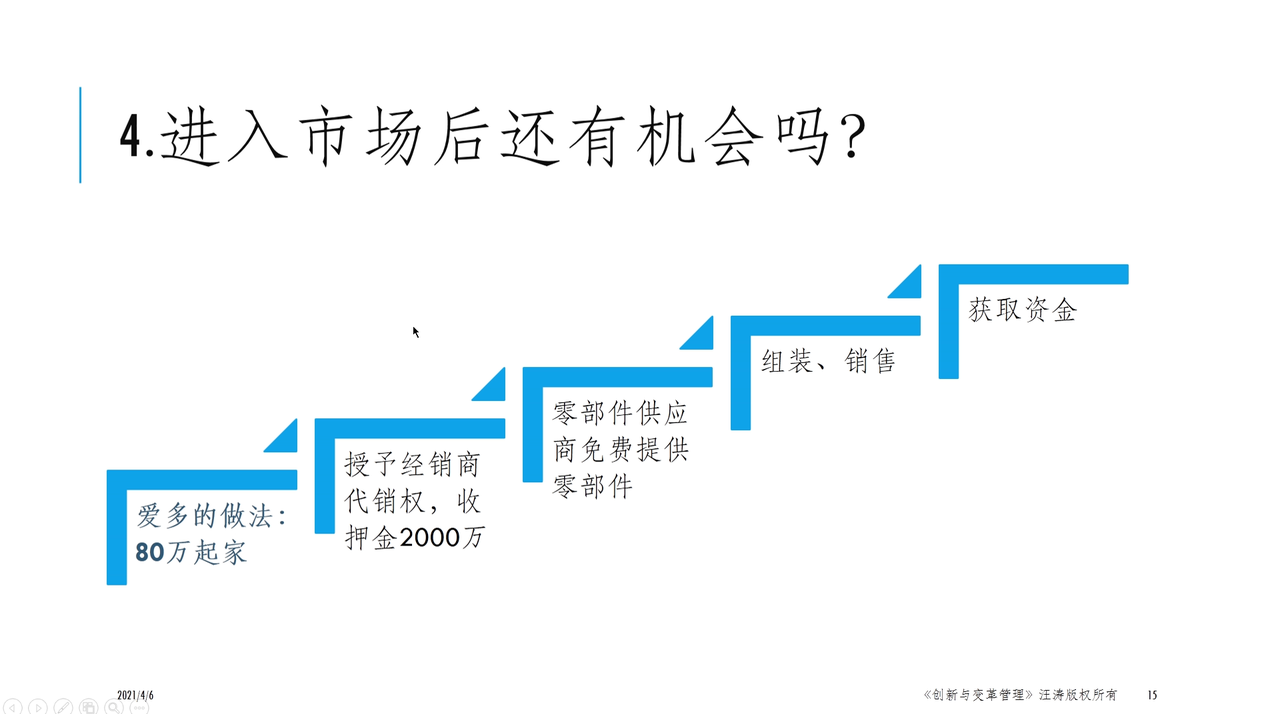 4.进入市场后还有机会吗?
爱多的做法：
80万起家
授予经销商
代销权，收
押金2000万
零部件供应
商免费提供
零部件
组装、销售
获取资金
2021/4/6
《创新与变革管理》汪涛版权所有
15